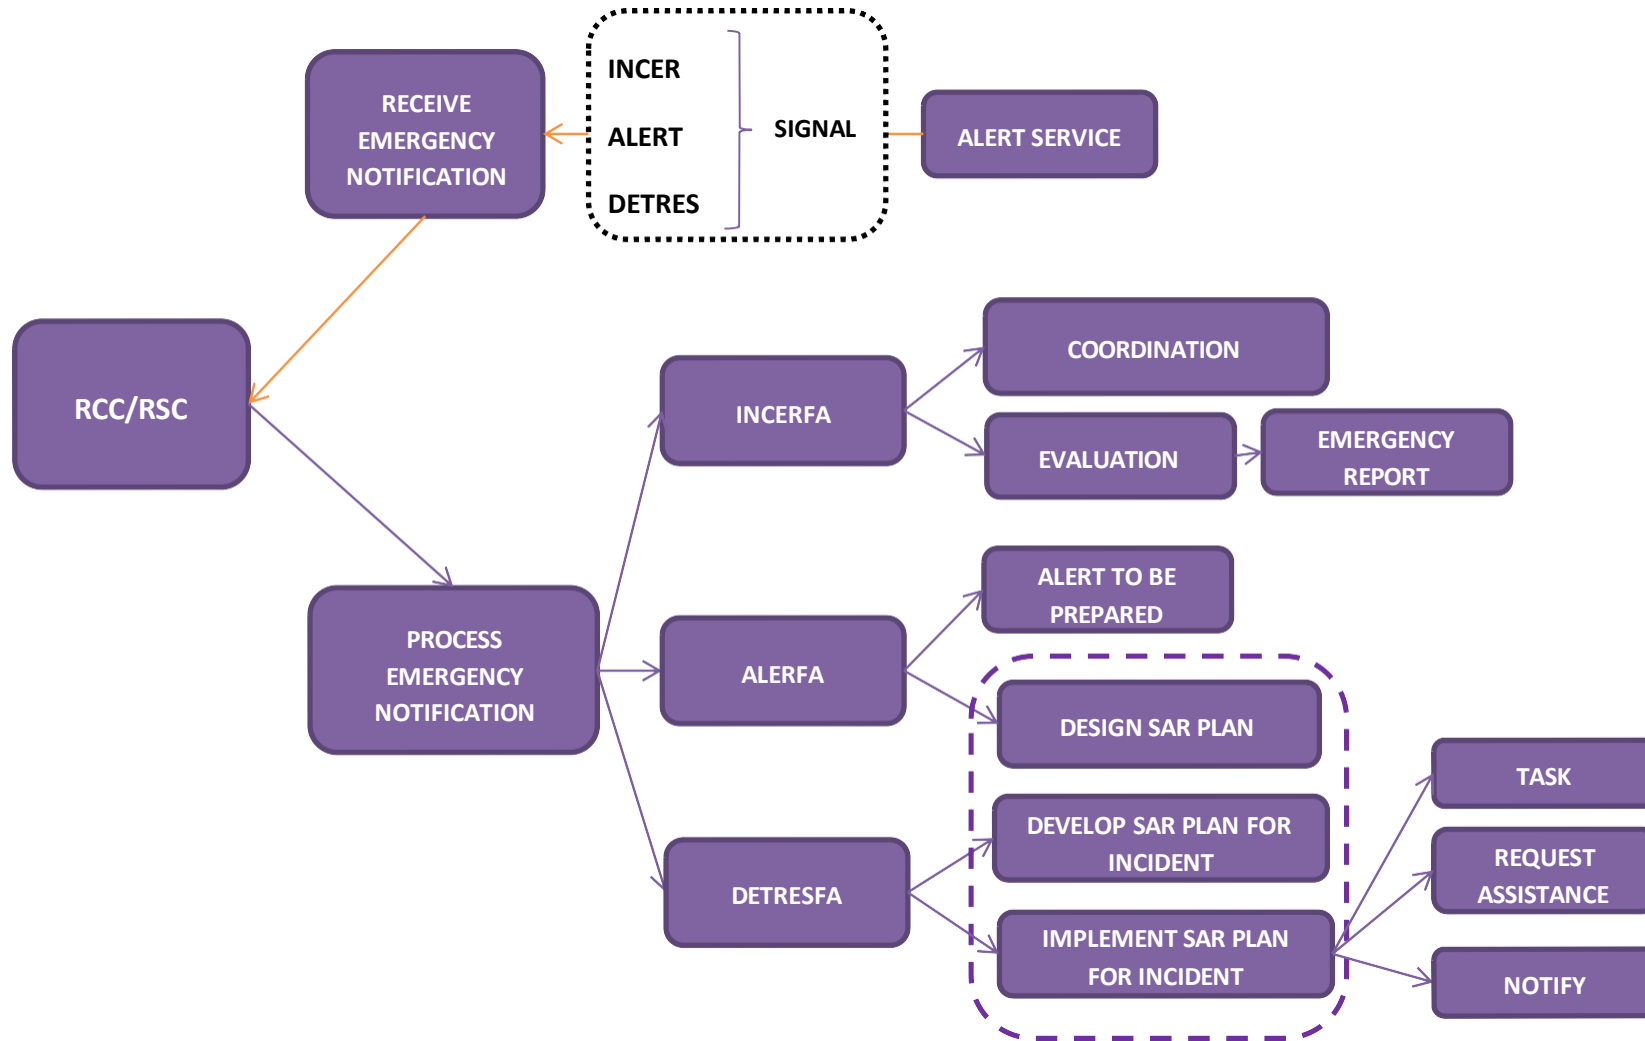 RECEIVE
EMERGENCY
NOTIFICATION
INCER
ALERT
DETRES
SIGNAL
ALERT SERVICE
RCC/RSC
PROCESS
EMERGENCY
NOTIFICATION
INCERFA
COORDINATION
EVALUATION
EMERGENCY
REPORT
ALERFA
ALERT TO BE
PREPARED
DESIGN SAR PLAN
DETRESFA
DEVELOP SAR PLAN FOR
INCIDENT
IMPLEMENT SAR PLAN
FOR INCIDENT
TASK
REQUEST
ASSISTANCE
NOTIFY